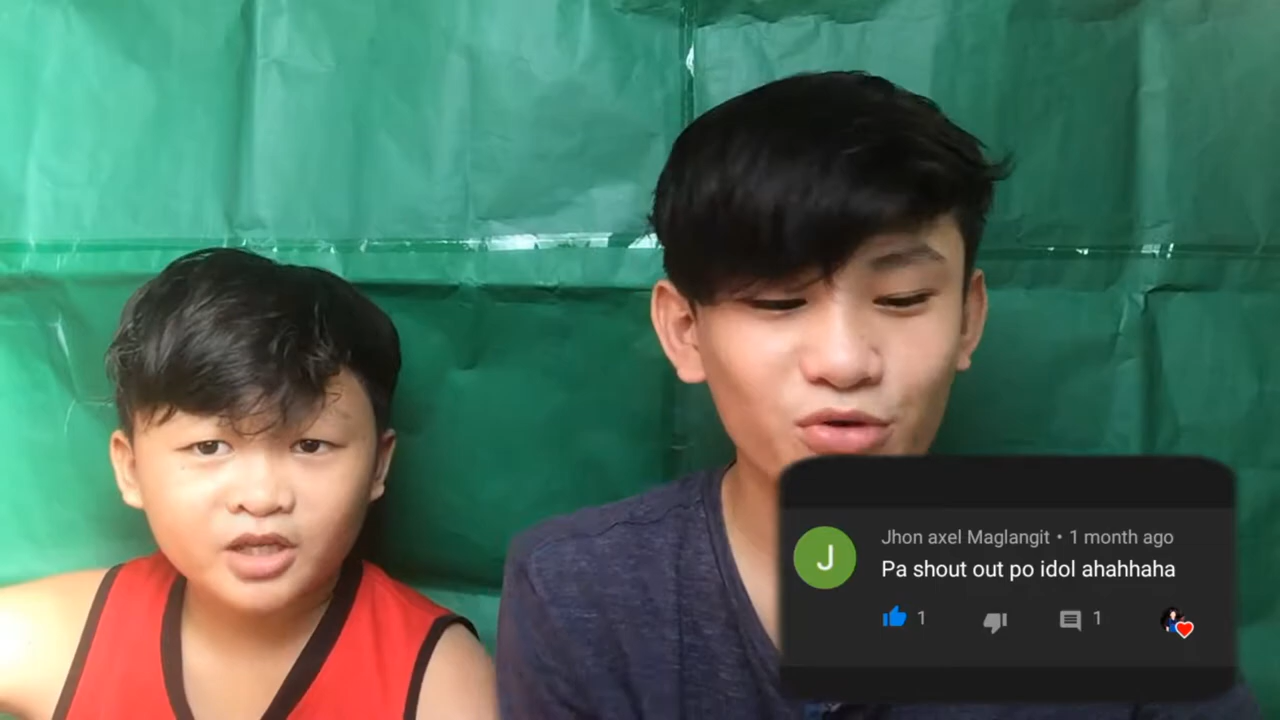 J
Jhon axel Maglangit • 1 month ago
Pa shout out po idol ahahhaha
1
1